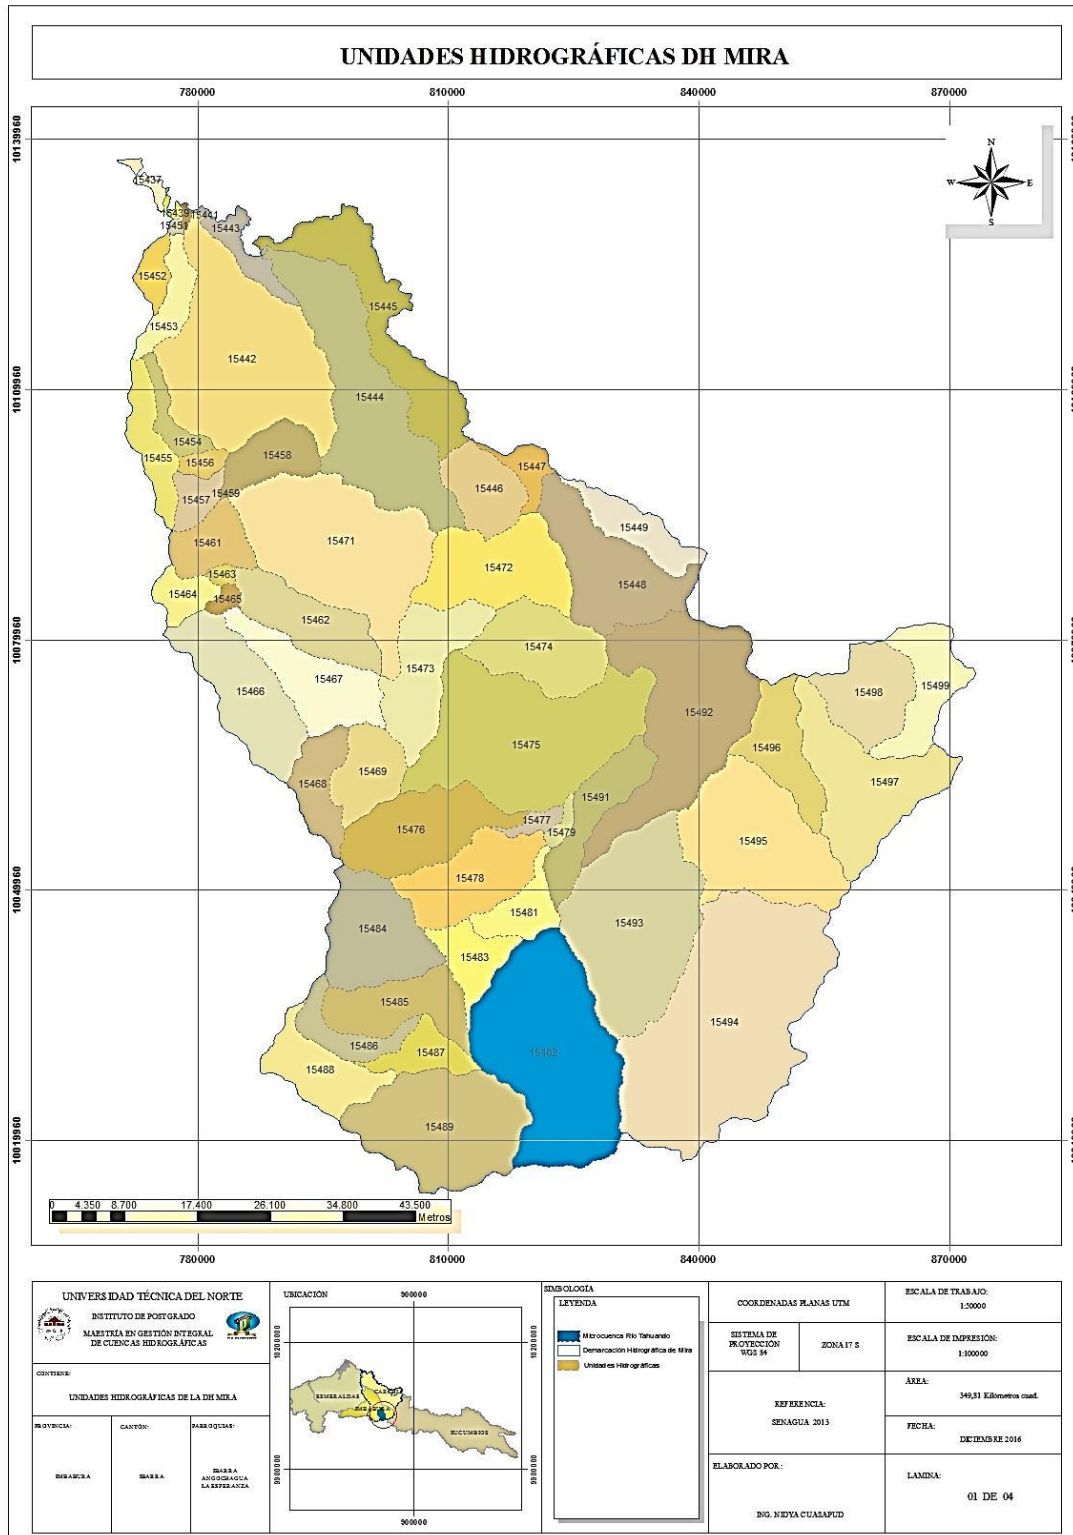 UNIDADES HIDROGRÁFICAS DH MIRA
780000 810000 840000 870000
10139960
N
W E
S
15437
15439
15441
15451
15443
15452
15445
15453
15442
10109960
15444
15454
15455
15456
15458
15447
15446
15457
15459
15449
15461
15471
15472
15463
15448
15464
15465
15462
10079960
15474
15473
15467
15466
15498
15499
15492
15475
15496
15469
15468
15497
15491
15477
15476
15479
15495
15478
10049960
15481
15493
15484
15483
15485
15494
15486
15487
15482
15488
15489
10019960
0 4.350 8.700 17.400 26.100 34.800 43.500
Metros
780000 810000 840000 870000
UNIVERSIDAD TÉCNICA DEL NORTE
INSTITUTO DE POSTGRADO
MAESTRÍA EN GESTIÓN INTEGRAL
DE CUENCAS HIDROGRÁFICAS
CONTIENE:
UNIDADES HIDROGRÁFICAS DE LA DH MIRA
PROVINCIA:
IMBABURA
CANTÓN:
IBARRA
PARROQUIAS:
IBARRA
ANGOCHAGUA
LA ESPERANZA
UBICACIÓN
900000
10200000
10200000
ESMERALDAS
CARCHI
IMBABURA
SUCUMBIOS
9900000
9900000
900000
SIMBOLOGÍA
LEYENDA
Microcuenca Río Tahuando
Demarcación Hidrográfica de Mira
Unidades Hidrográficas
COORDENADAS PLANAS UTM
SISTEMA DE
PROYECCIÓN
WGS 84
ZONA 17 S
REFERENCIA:
SENAGUA 2013
ELABORADO POR:
ING. NIDYA CUASAPUD
ESCALA DE TRABAJO:
1:50000
ESCALA DE IMPRESIÓN:
1:100000
ÁREA:
349,81 Kilómetros cuad.
FECHA:
DICIEMBRE 2016
LAMINA:
01 DE 04